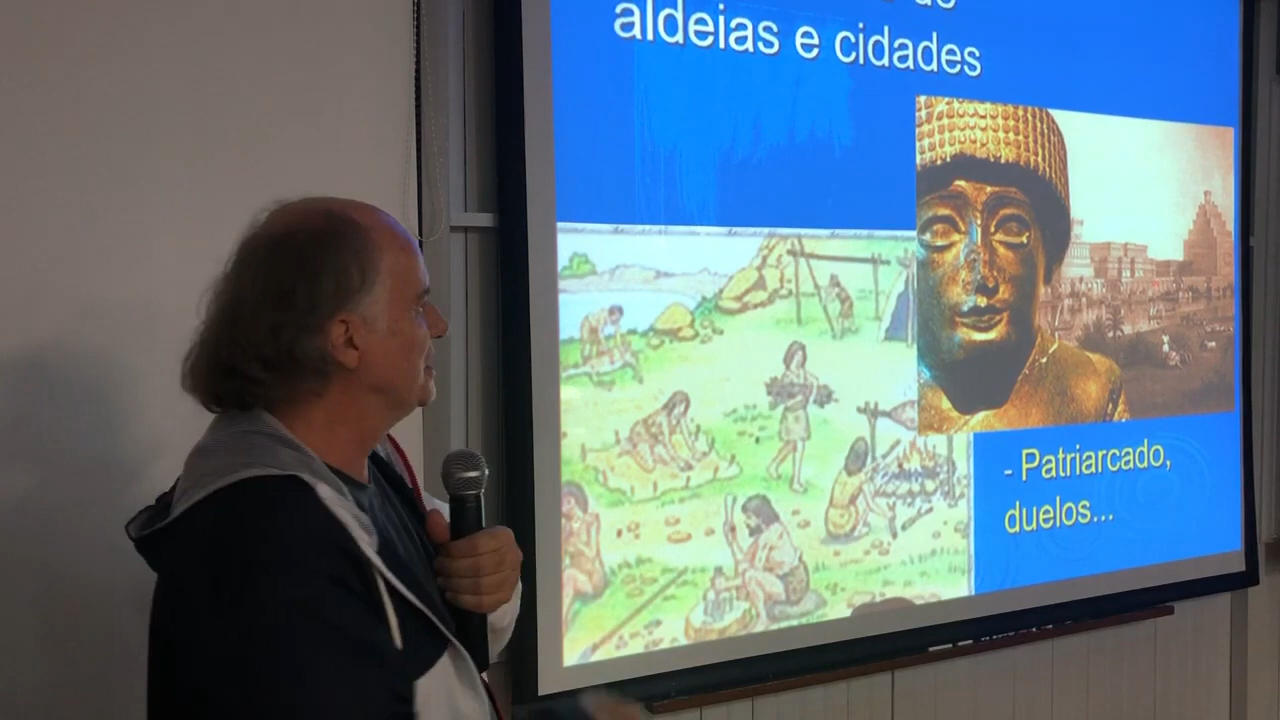 aldeias e cidades
- Patriarcado,
duelos...